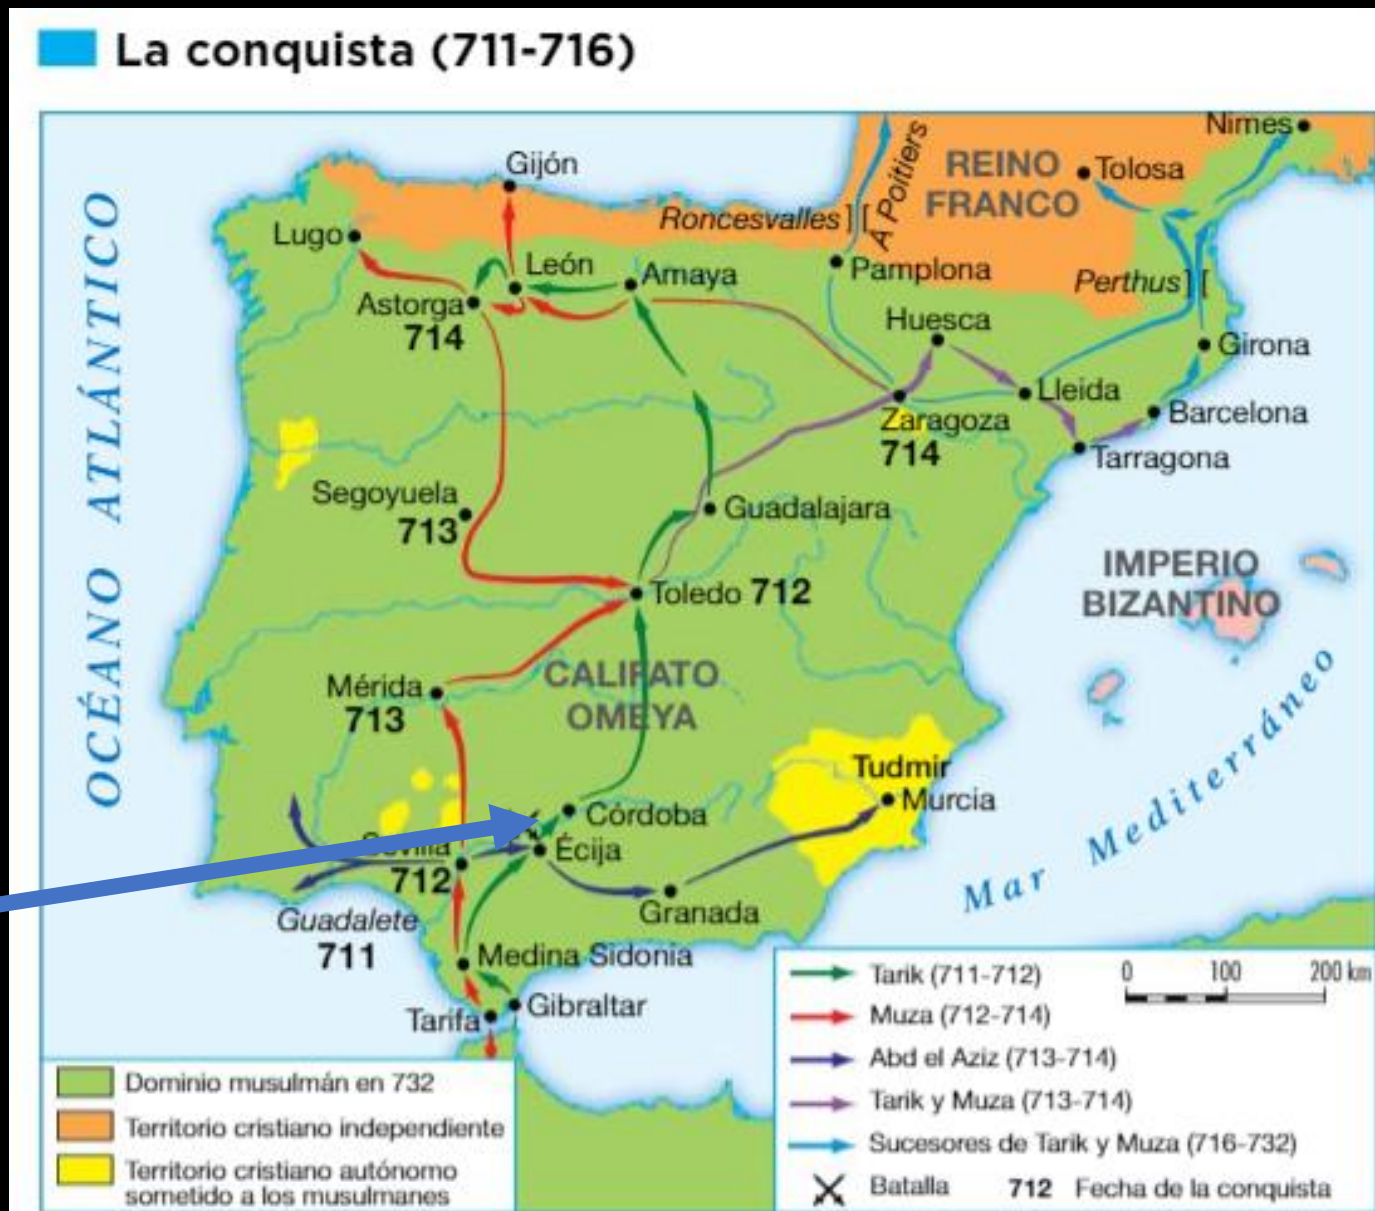 La conquista (711-716)
OCÉANO ATLÁNTICO
Gijón
Lugo
León
Astorga
714
Amaya
Roncesvalles
A Poitiers
REINO
FRANCO
Nimes
Tolosa
Pamplona
Perthus
Huesca
Girona
Lleida
Zaragoza
714
Barcelona
Tarragona
Segoyuela
713
Guadalajara
Toledo 712
IMPERIO
BIZANTINO
Mérida
713
CALIFATO
OMEYA
Tudmir
Murcia
Mar Mediterráneo
Córdoba
Sevilla
712
Écija
Guadalete
711
Granada
Medina Sidonia
Tarifa
Gibraltar
Dominio musulmán en 732
Territorio cristiano independiente
Territorio cristiano autónomo
sometido a los musulmanes
Tarik (711-712)
0 100 200 km
Muza (712-714)
Abd el Aziz (713-714)
Tarik y Muza (713-714)
Sucesores de Tarik y Muza (716-732)
Batalla 712 Fecha de la conquista